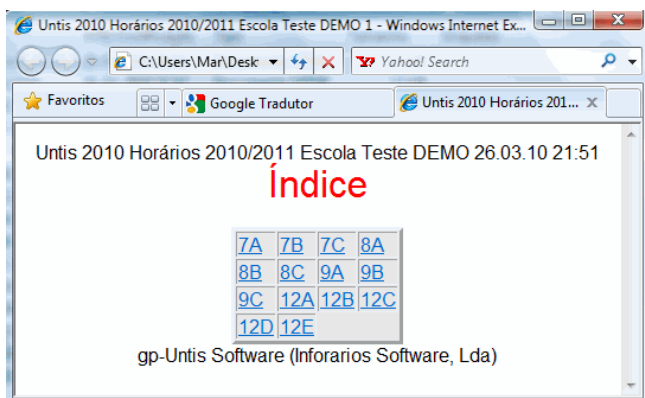 Untis 2010 Horários 2010/2011 Escola Teste DEMO 1 - Windows Internet Ex...
C:\Users\Mar\Desk
Yahoo! Search
Favoritos
Google Tradutor
Untis 2010 Horários 201...
Untis 2010 Horários 2010/2011 Escola Teste DEMO 26.03.10 21:51
Índice
7A 7B 7C 8A
8B 8C 9A 9B
9C 12A 12B 12C
12D 12E
gp-Untis Software (Inforarios Software, Lda)